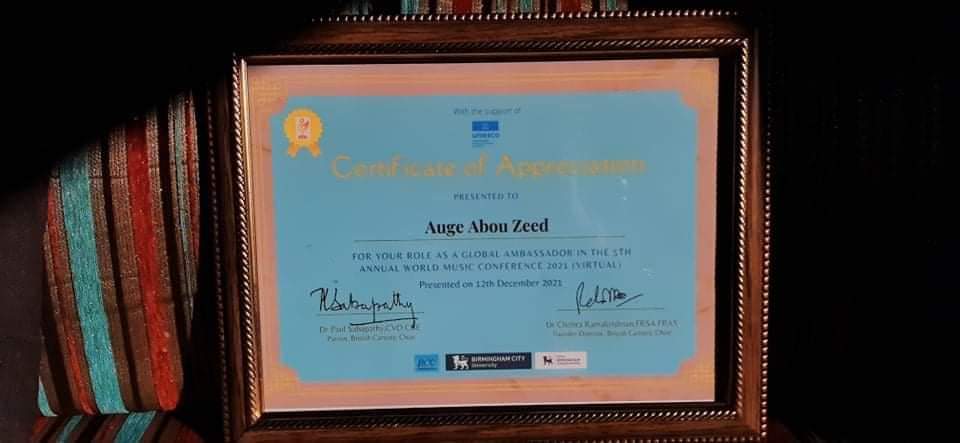 With the support of
unesco
Certificate of Appreciation
PRESENTED TO
Auge Abou Zeed
FOR YOUR ROLE AS A GLOBAL AMBASSADOR IN THE 5TH
ANNUAL WORLD MUSIC CONFERENCE 2021 (VIRTUAL)
Presented on 12th December 2021
Dr Paul Sabapathy, CVO CBE
Patron, British Carnatic Choir
Dr Chithra Ramakrishnan, FRSA FRAS
Founder Director, British Carnatic Choir
BIRMINGHAM CITY
University